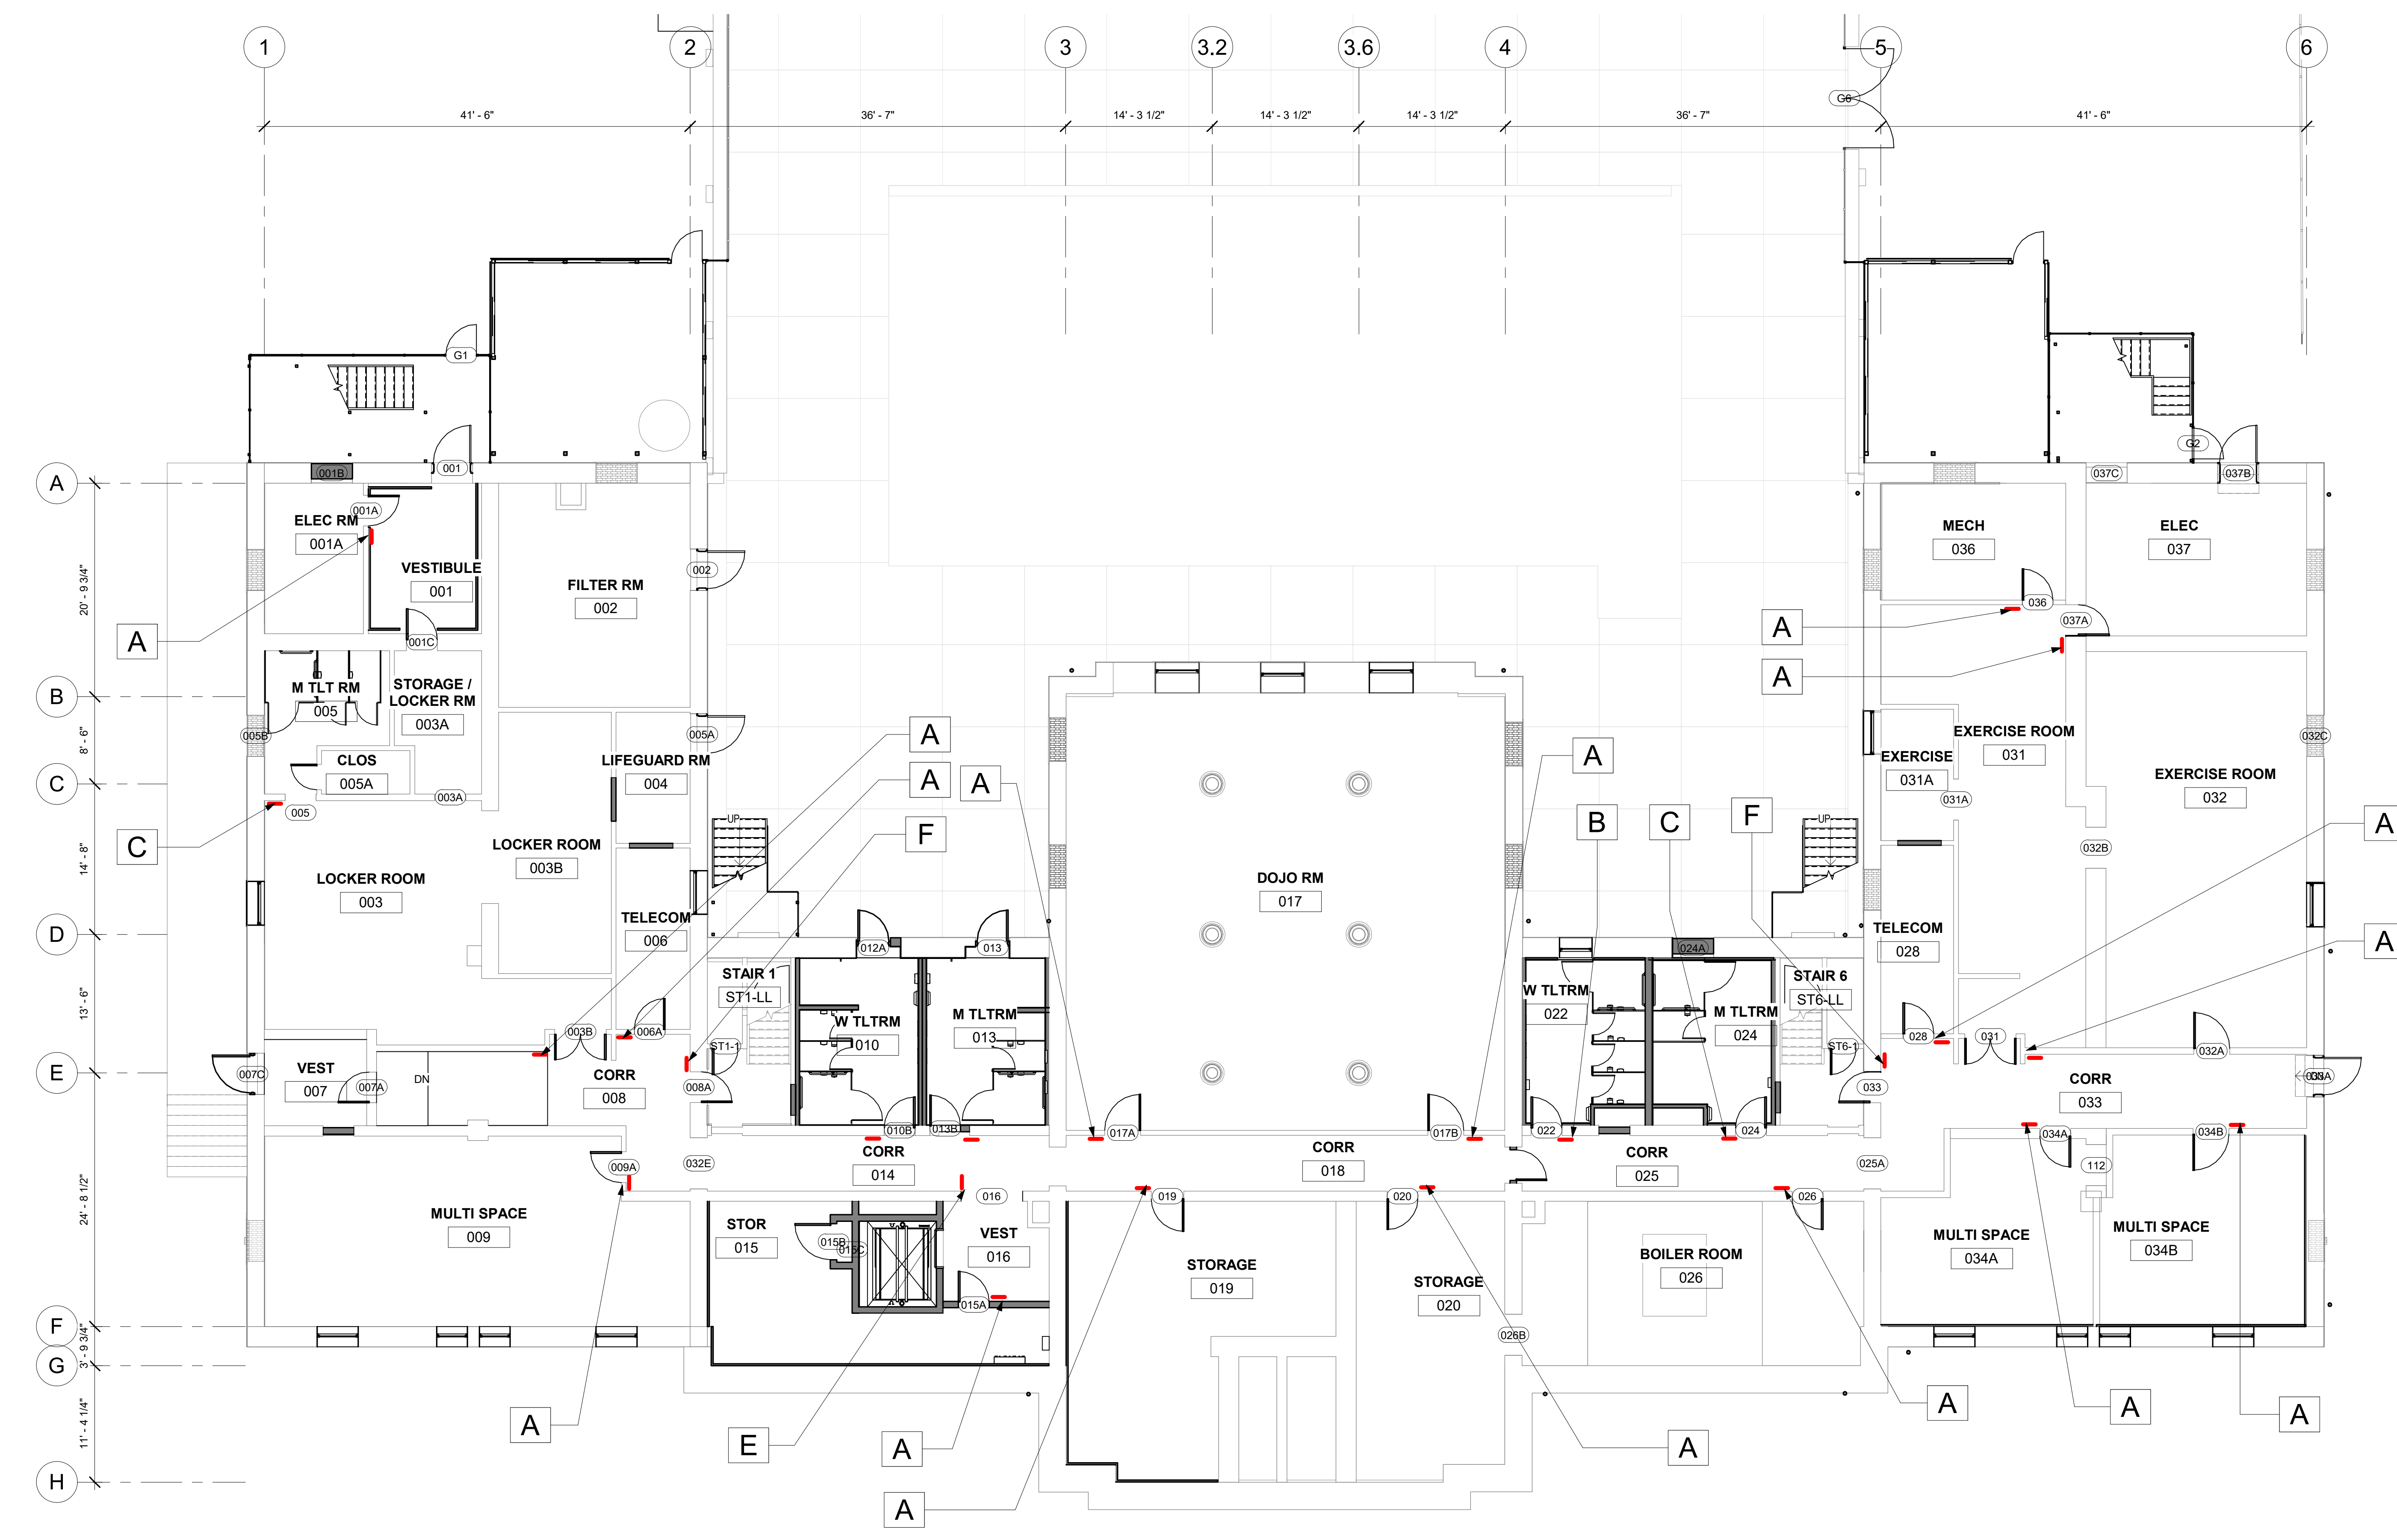 1
2
3
3.2
3.6
4
5
6
G6
41' - 6"
36' - 7"
14' - 3 1/2"
14' - 3 1/2"
14' - 3 1/2"
36' - 7"
41' - 6"
G1
A
001B
001
G2
037C
037B
ELEC RM
001A
001A
VESTIBULE
001
FILTER RM
002
002
MECH
036
ELEC
037
20' - 9 3/4"
A
001C
A
036
037A
A
B
M TLT RM
005
STORAGE /
LOCKER RM
003A
005B
005A
8' - 6"
CLOS
005A
LIFEGUARD RM
004
A
A
A
A
EXERCISE ROOM
031
EXERCISE
031A
032C
EXERCISE ROOM
032
C
003A
005
031A
C
UP
F
B
C
F
UP
A
14' - 8"
LOCKER ROOM
003B
LOCKER ROOM
003
DOJO RM
017
032B
D
TELECOM
006
012A
013
024A
TELECOM
028
A
13' - 6"
STAIR 1
ST1-LL
W TLTRM
010
M TLTRM
013
W TLTRM
022
M TLTRM
024
STAIR 6
ST6-LL
003B
006A
ST1-1
ST6-1
028
031
032A
E
007C
VEST
007
007A
DN
CORR
008
008A
033
CORR
033
033A
010B
013B
017A
017B
022
024
034A
034B
009A
032E
CORR
014
CORR
018
CORR
025
025A
112
24' - 8 1/2"
MULTI SPACE
009
016
019
020
026
STOR
015
015B
015C
VEST
016
STORAGE
019
STORAGE
020
BOILER ROOM
026
MULTI SPACE
034A
MULTI SPACE
034B
015A
026B
F
3' - 9 3/4"
G
A
E
A
A
A
A
A
11' - 4 1/4"
H
A